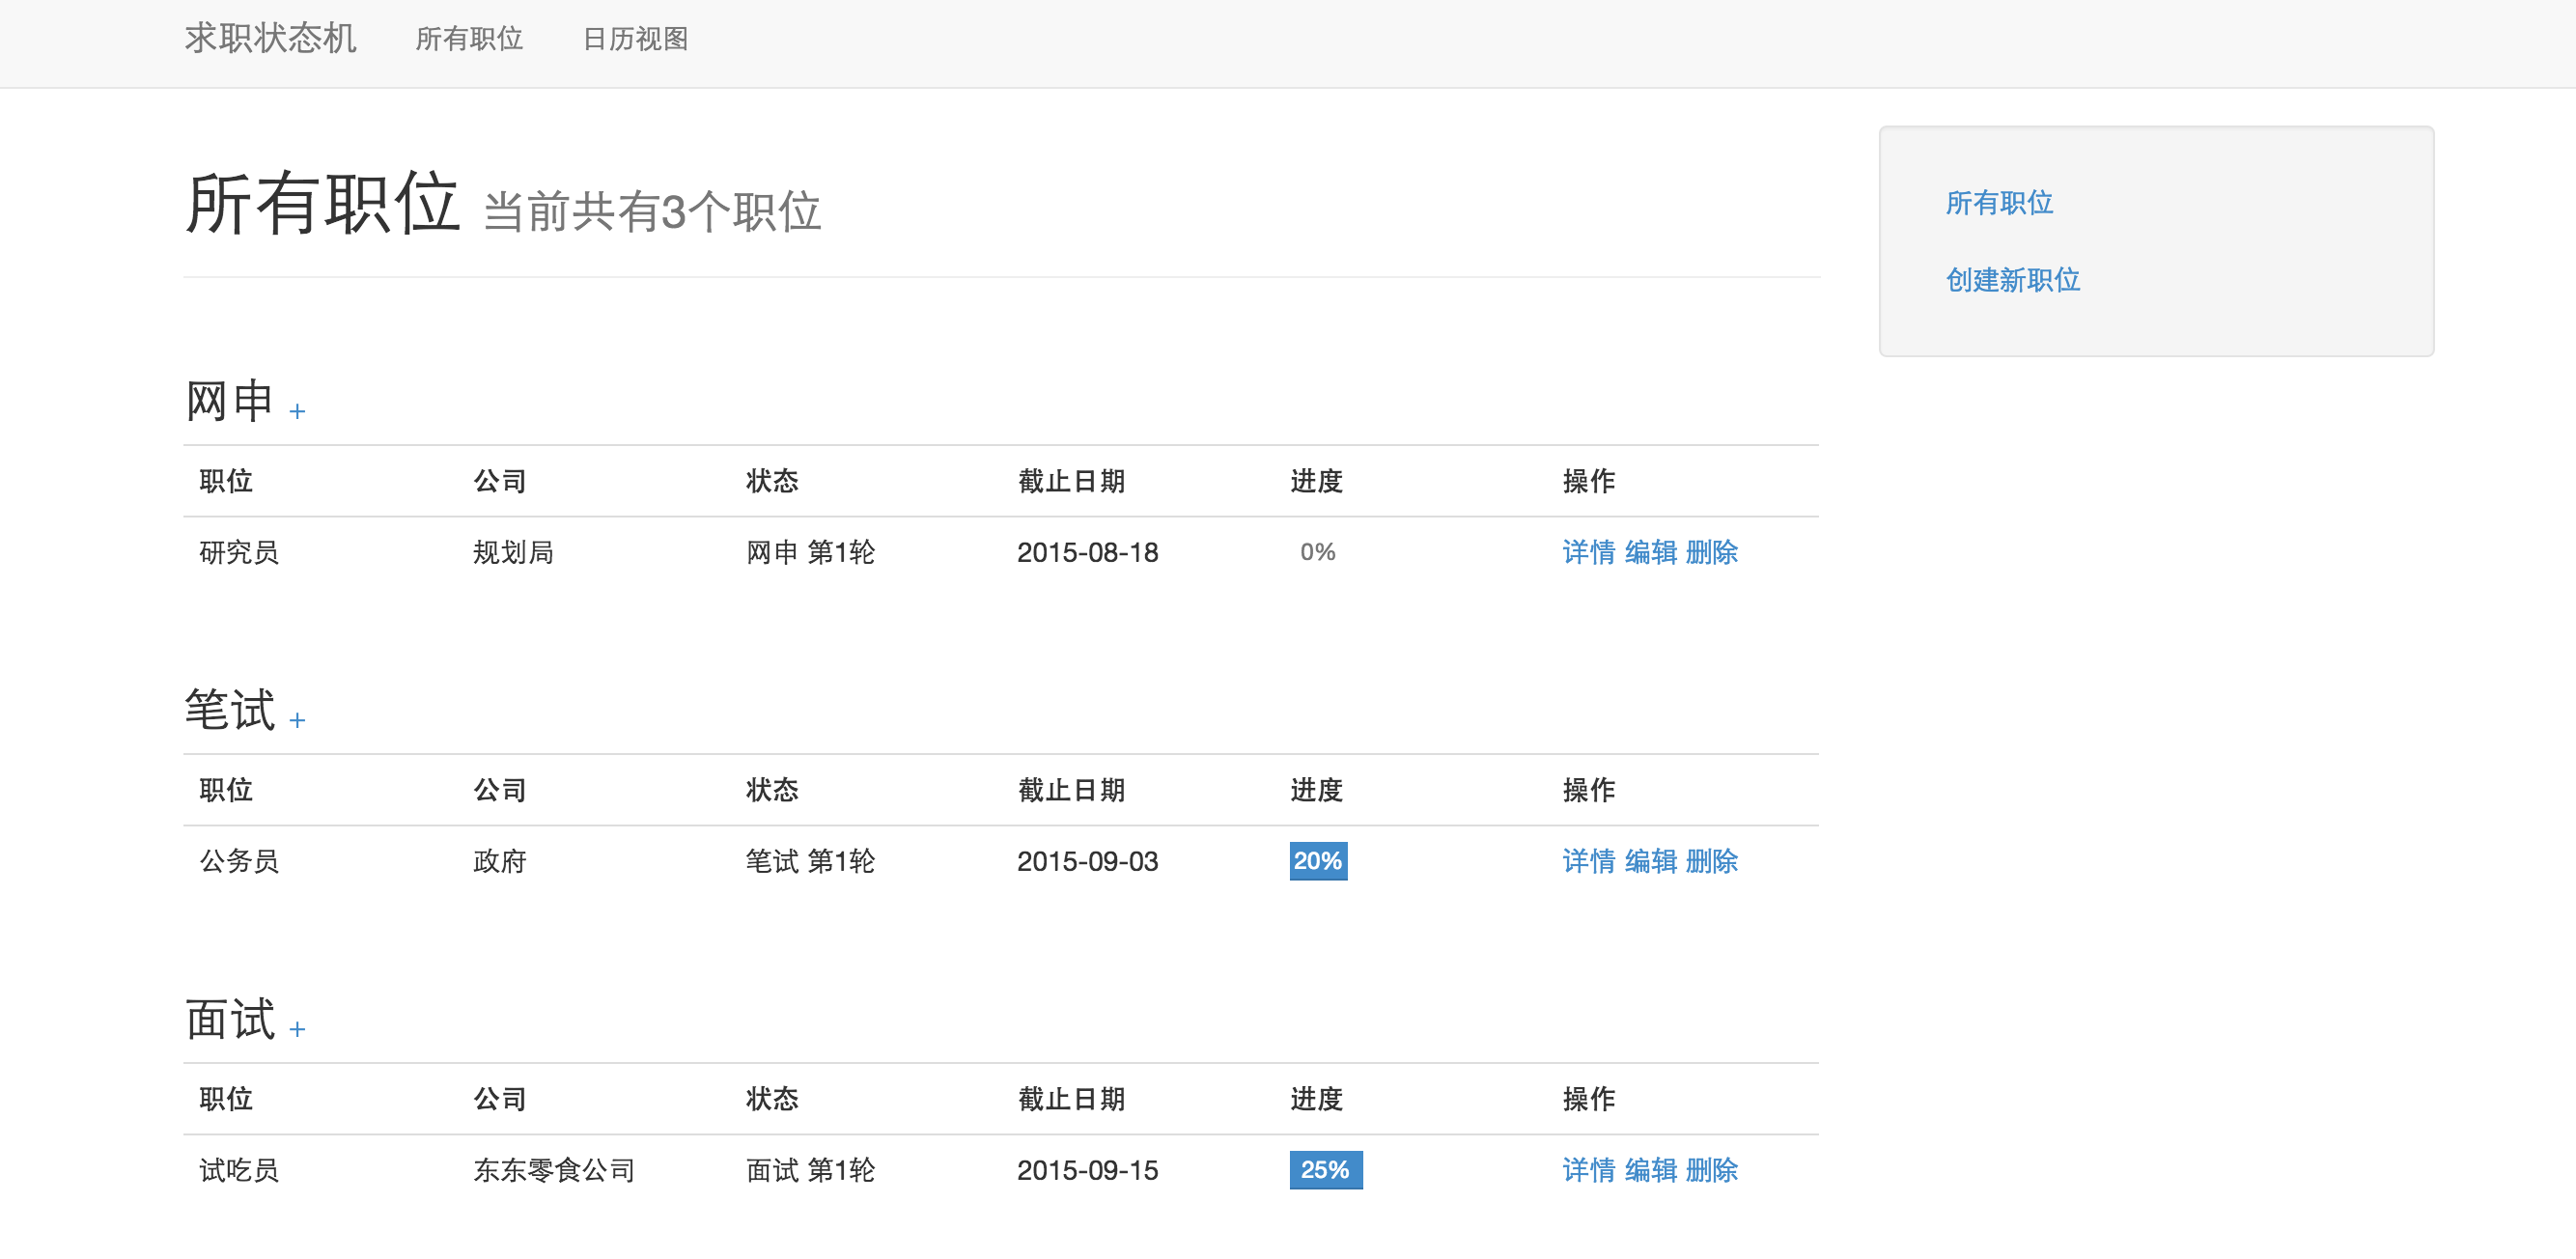 求职状态机 所有职位 日历视图
所有职位 当前共有3个职位
所有职位
创建新职位
网申 +
职位 公司 状态 截止日期 进度 操作
研究员 规划局 网申 第1轮 2015-08-18 0% 详情 编辑 删除
笔试 +
职位 公司 状态 截止日期 进度 操作
公务员 政府 笔试 第1轮 2015-09-03 20% 详情 编辑 删除
面试 +
职位 公司 状态 截止日期 进度 操作
试吃员 东东零食公司 面试 第1轮 2015-09-15 25% 详情 编辑 删除